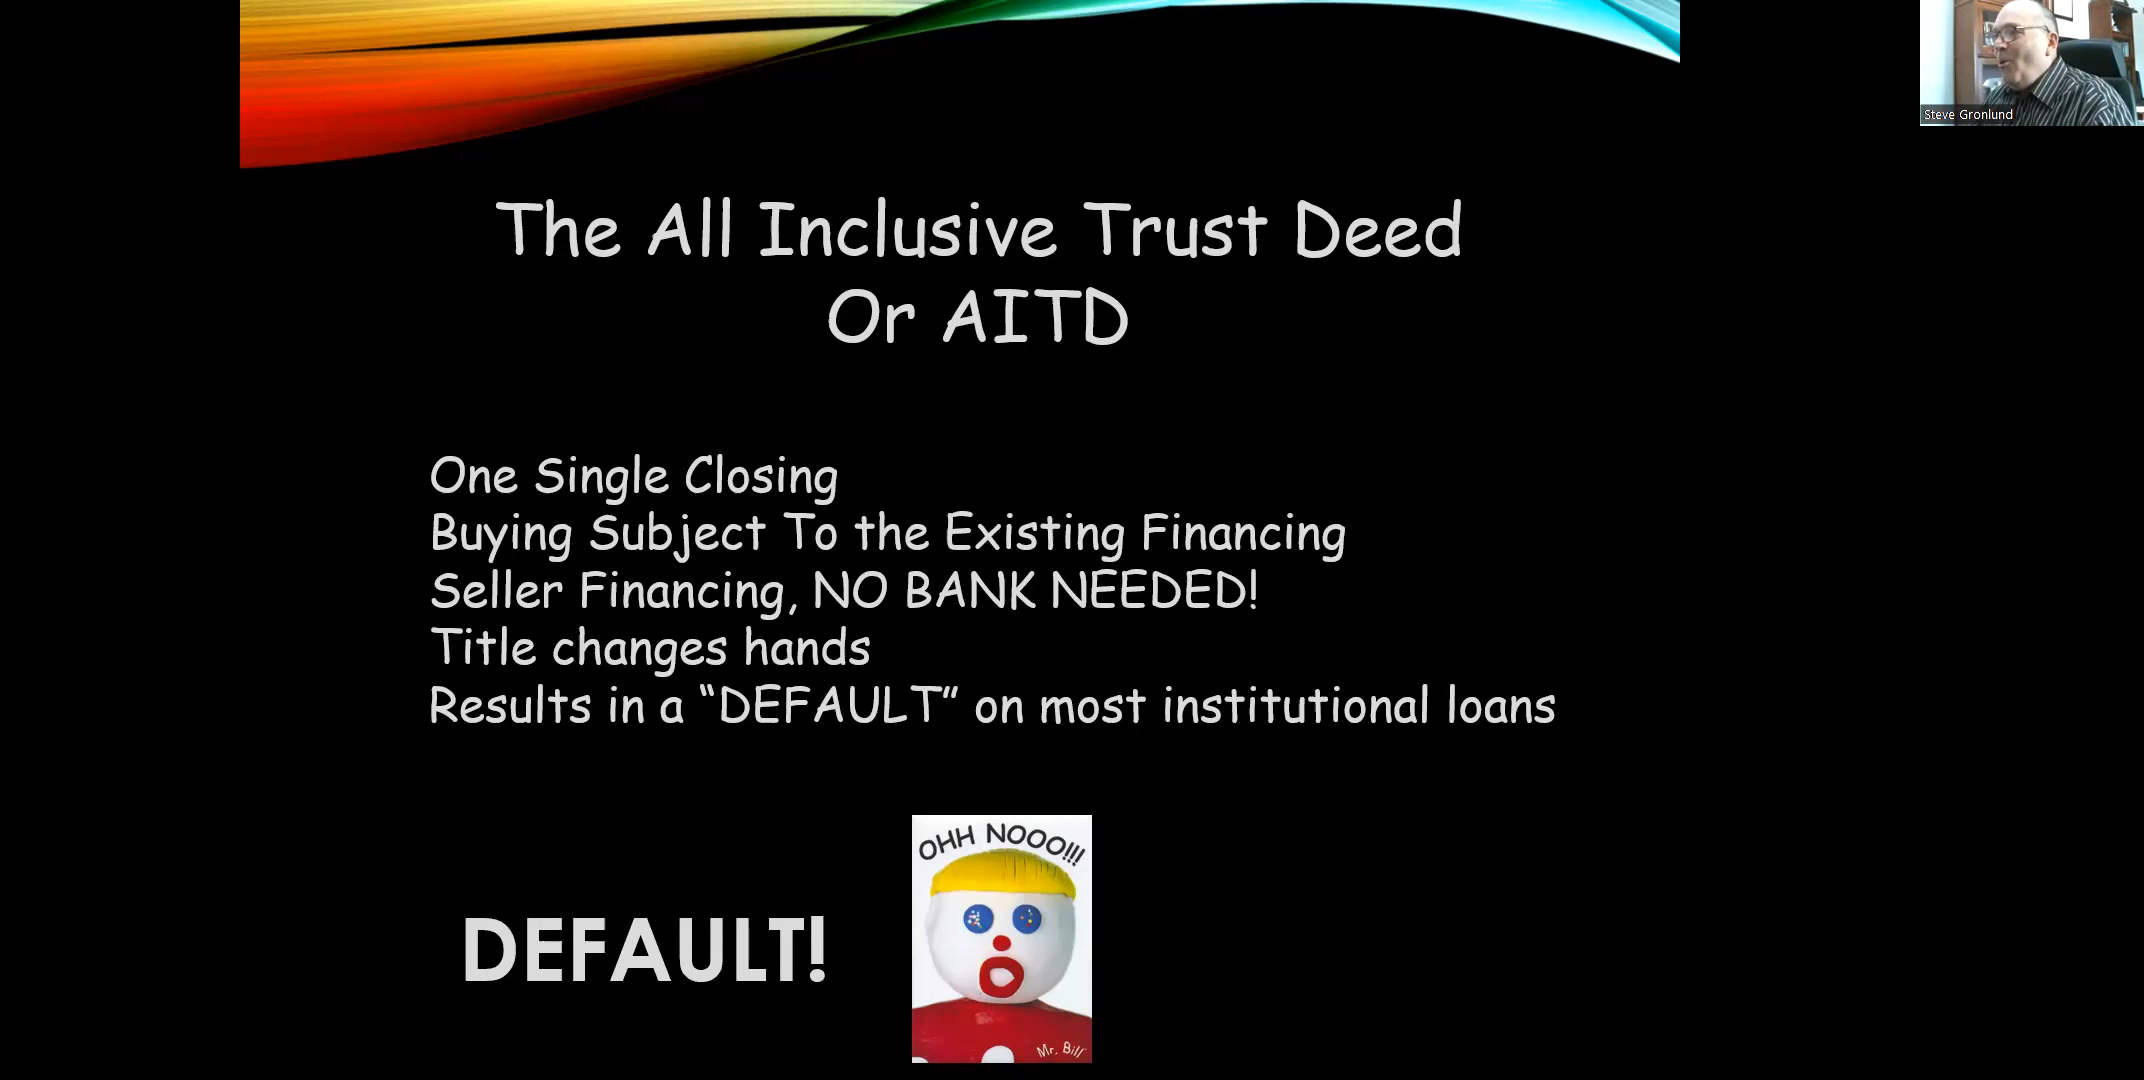 Steve Gronlund
The All Inclusive Trust Deed
Or AITD
One Single Closing
Buying Subject To the Existing Financing
Seller Financing, NO BANK NEEDED!
Title changes hands
Results in a “DEFAULT” on most institutional loans
OHH NOOO!!!
DEFAULT!
Mr. Bill